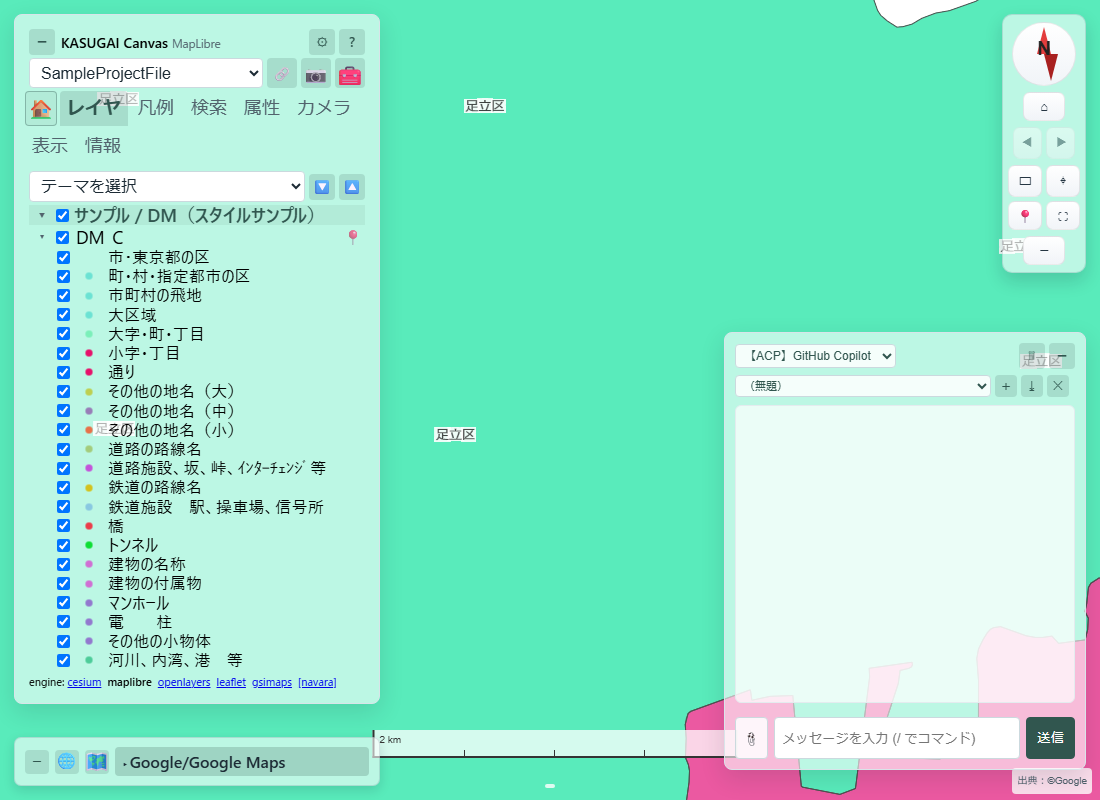 KASUGAI Canvas MapLibre
?
SampleProjectFile
レイヤ 凡例 検索 属性 カメラ
表示 情報
テーマを選択
サンプル / DM（スタイルサンプル）
DM C
市・東京都の区
町・村・指定都市の区
市町村の飛地
大区域
大字・町・丁目
小字・丁目
通り
その他の地名（大）
その他の地名（中）
その他の地名（小）
道路の路線名
道路施設、坂、峠、ｲﾝﾀｰﾁｪﾝｼﾞ等
鉄道の路線名
鉄道施設　駅、操車場、信号所
橋
トンネル
建物の名称
建物の付属物
マンホール
電　　柱
その他の小物体
河川、内湾、港　等
engine: cesium maplibre openlayers leaflet gsimaps [navara]
Google/Google Maps
足立区
足立区
足立区
足立区
足立
足立区
2 km
N
【ACP】GitHub Copilot
（無題）
メッセージを入力 (/ でコマンド)
送信
出典：©Google